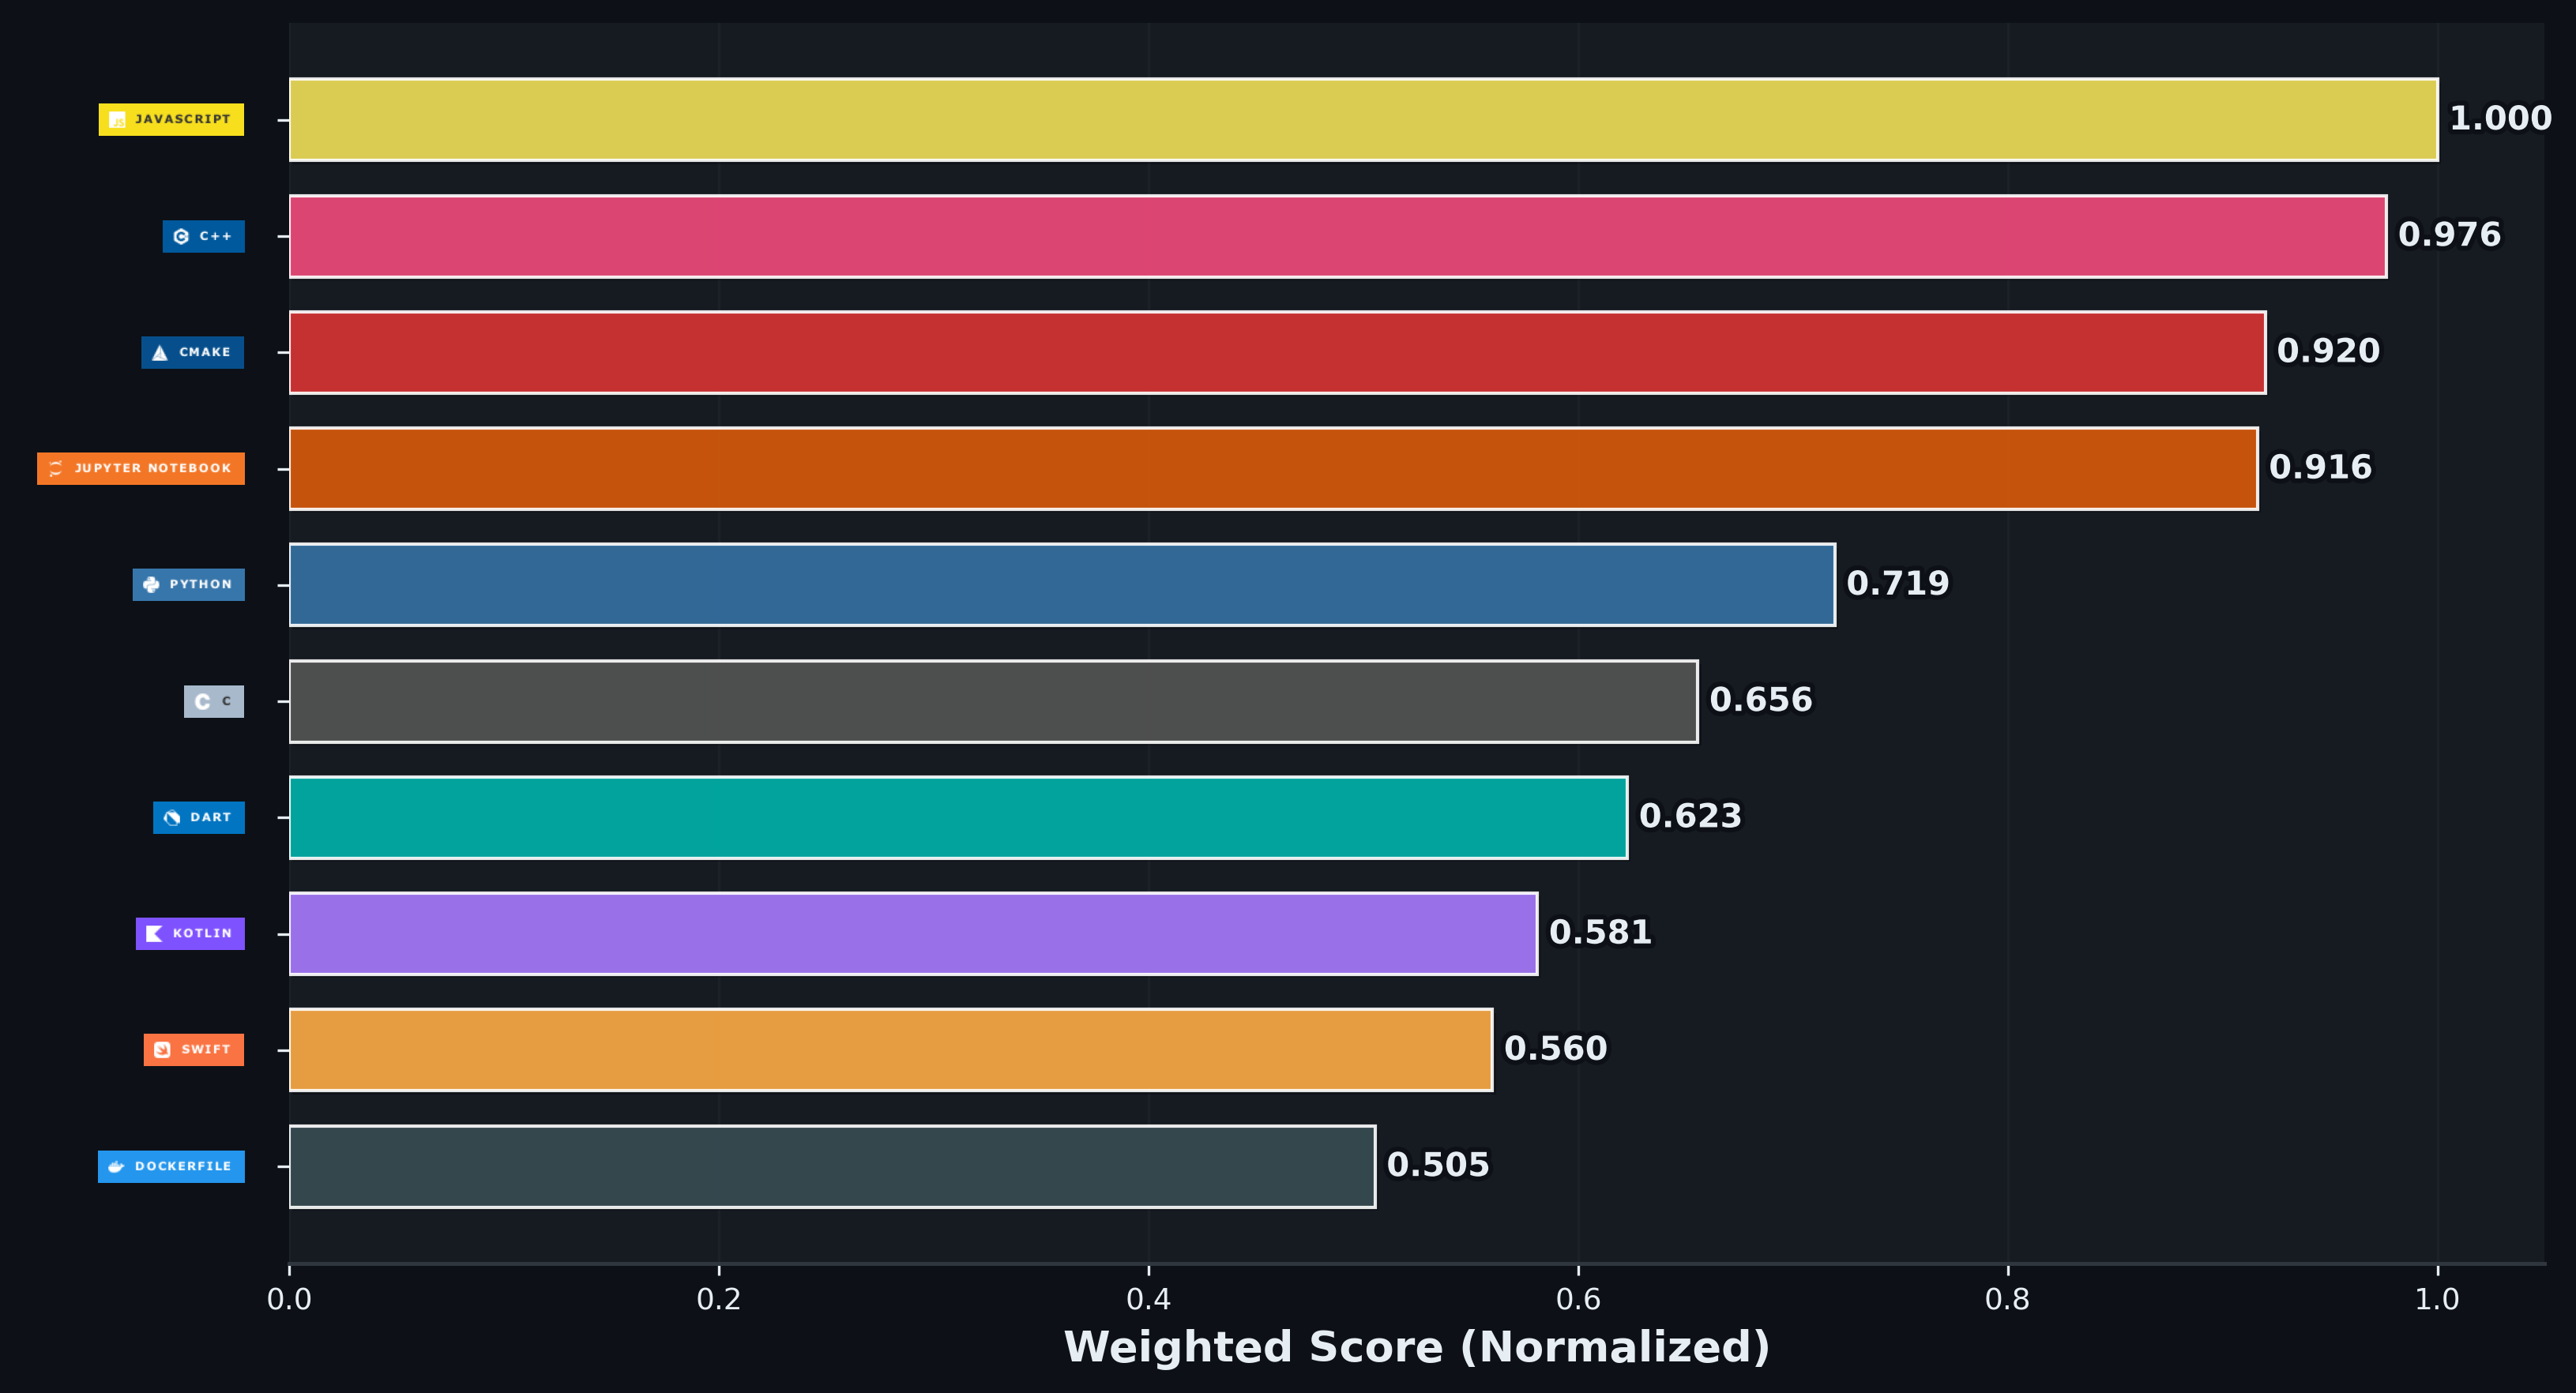 JAVASCRIPT 1.000
C++ 0.976
CMAKE 0.920
JUPYTER NOTEBOOK 0.916
PYTHON 0.719
C C 0.656
DART 0.623
KOTLIN 0.581
SWIFT 0.560
DOCKERFILE 0.505
0.0 0.2 0.4 0.6 0.8 1.0
Weighted Score (Normalized)